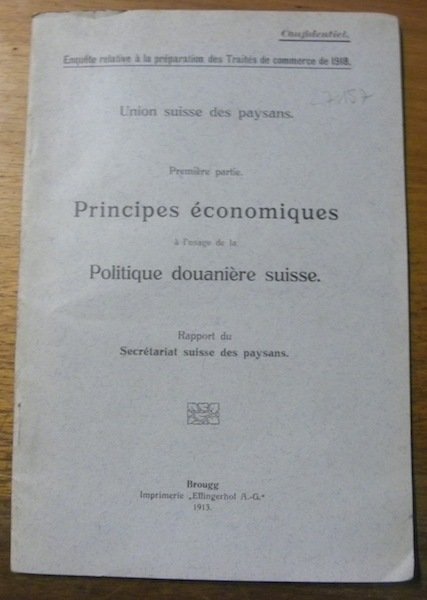 Confidentiel.
Enquête relative à la préparation des Traités de commerce de 1918.
Union suisse des paysans.
Première partie.
Principes économiques
à l'usage de la
Politique douanière suisse.
Rapport du
Secrétariat suisse des paysans.
Brougg
Imprimerie „Effingerhof A.-G.“
1913.